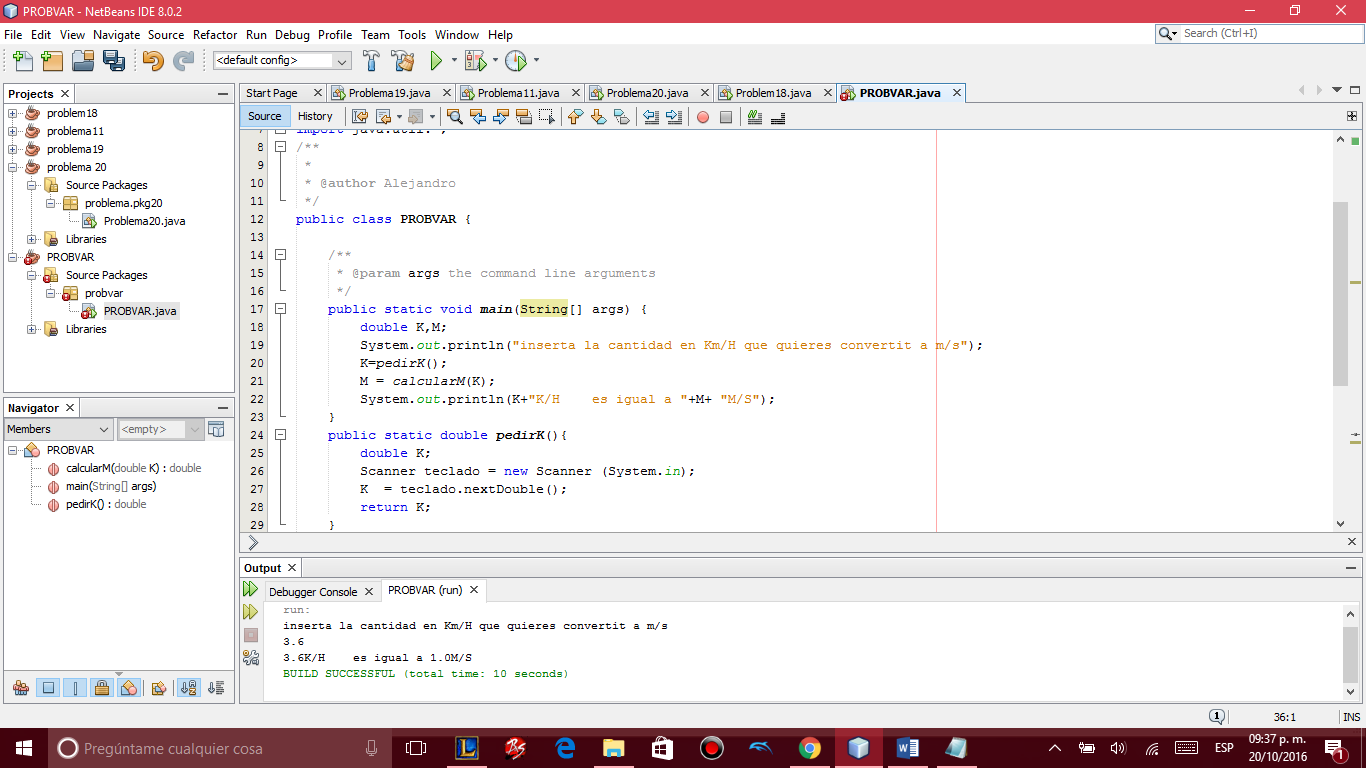 PROBVAR - NetBeans IDE 8.0.2
File Edit View Navigate Source Refactor Run Debug Profile Team Tools Window Help
Search (Ctrl+I)
<default config>
Projects
problem18
problema11
problema19
problema 20
Source Packages
problema.pkg20
Problema20.java
Libraries
PROBVAR
Source Packages
probvar
PROBVAR.java
Libraries
Navigator
Members
<empty>
PROBVAR
calcularM(double K) : double
main(String[] args)
pedirK() : double
Start Page Problema19.java Problema11.java Problema20.java Problem18.java PROBVAR.java
Source History
7 import java.util.*;
8 /**
9 *
10 * @author Alejandro
11 */
12 public class PROBVAR {
13
14 /**
15 * @param args the command line arguments
16 */
17 public static void main(String[] args) {
18 double K,M;
19 System.out.println("inserta la cantidad en Km/H que quieres convertit a m/s");
20 K=pedirK();
21 M = calcularM(K);
22 System.out.println(K+"K/H    es igual a "+M+ "M/S");
23 }
24 public static double pedirK(){
25 double K;
26 Scanner teclado = new Scanner (System.in);
27 K  = teclado.nextDouble();
28 return K;
29 }
Output
Debugger Console PROBVAR (run)
run:
inserta la cantidad en Km/H que quieres convertit a m/s
3.6
3.6K/H    es igual a 1.0M/S
BUILD SUCCESSFUL (total time: 10 seconds)
1
36:1 INS
Pregúntame cualquier cosa
ESP
09:37 p. m.
20/10/2016
1